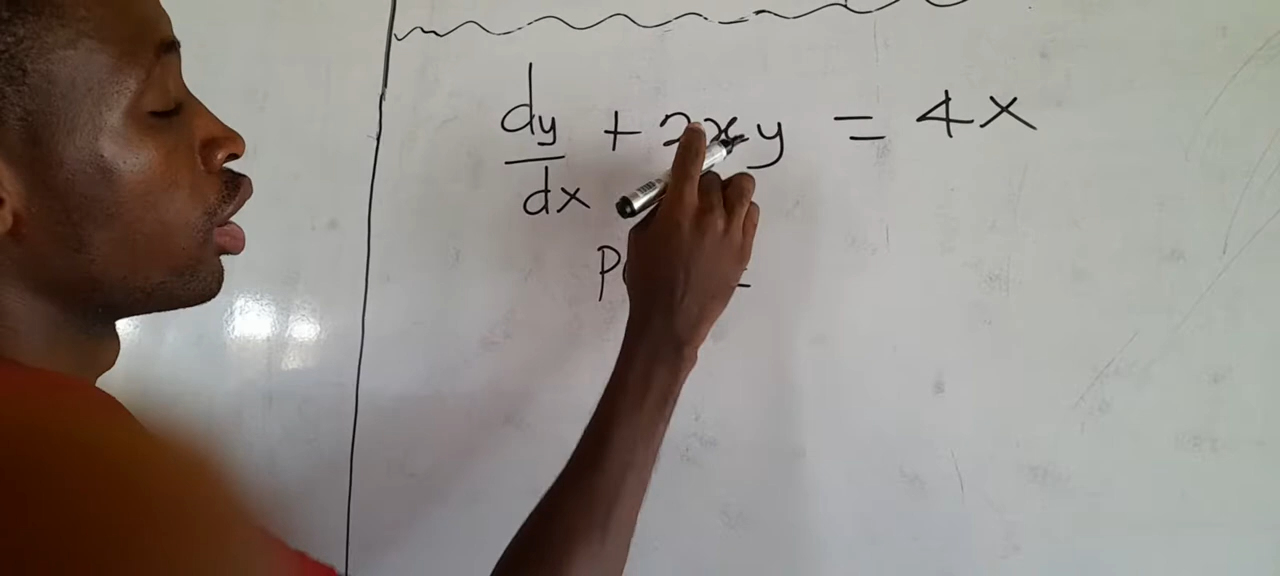 dy/dx + 2xy = 4x
P